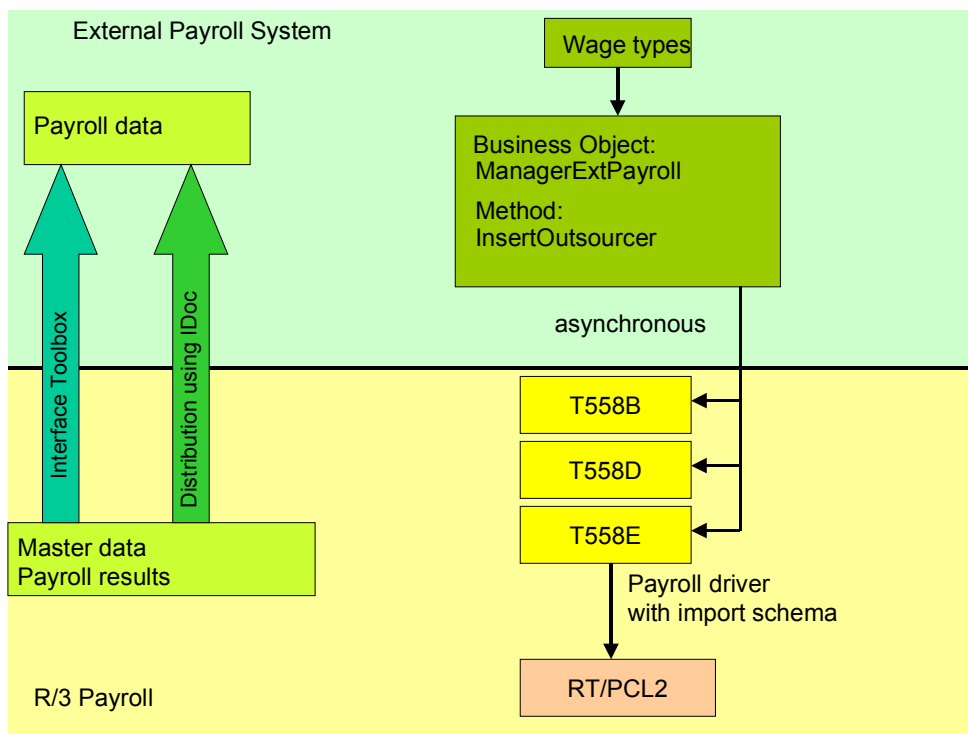 External Payroll System
Wage types
Payroll data
Business Object:
ManagerExtPayroll
Method:
InsertOutsourcer
asynchronous
Interface Toolbox
Distribution using IDoc
T558B
T558D
T558E
Master data
Payroll results
Payroll driver
with import schema
RT/PCL2
R/3 Payroll